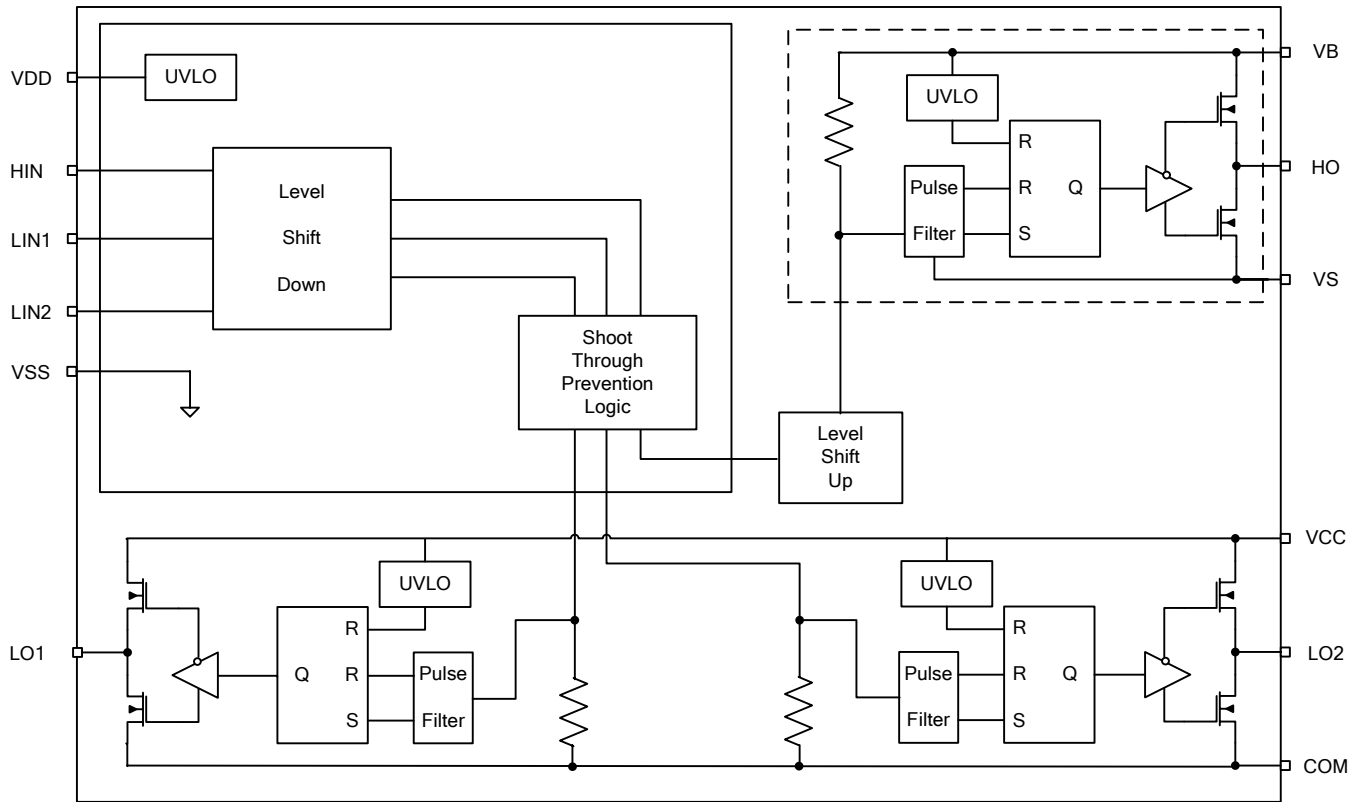 VDD
UVLO
HIN
LIN1
LIN2
VSS
Level
Shift
Down
Shoot
Through
Prevention
Logic
Level
Shift
Up
VB
UVLO
R
HO
Pulse
R
Q
Filter
S
VS
VCC
UVLO
R
LO1
Q
R
Pulse
S
Filter
UVLO
R
LO2
Pulse
R
Q
Filter
S
COM